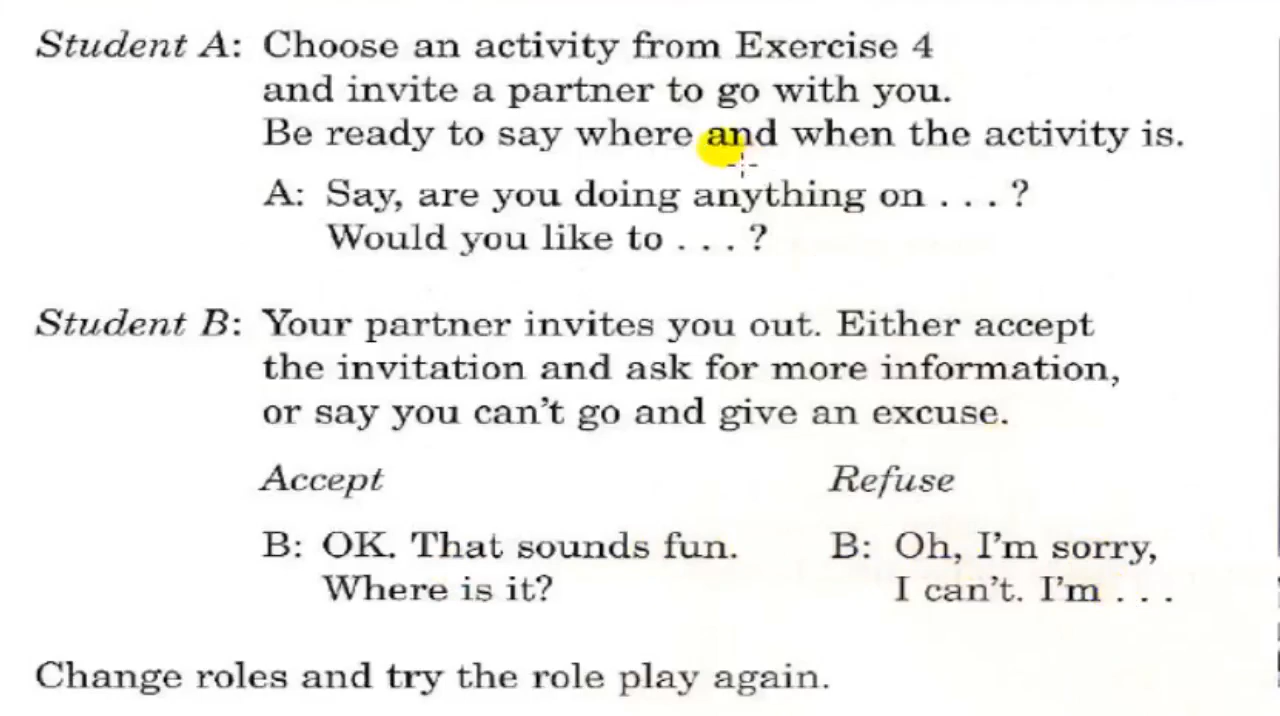 Student A: Choose an activity from Exercise 4
and invite a partner to go with you.
Be ready to say where and when the activity is.
A: Say, are you doing anything on . . . ?
Would you like to . . . ?
Student B: Your partner invites you out. Either accept
the invitation and ask for more information,
or say you can't go and give an excuse.
Accept Refuse
B: OK. That sounds fun. B: Oh, I'm sorry,
Where is it? I can't. I'm . . .
Change roles and try the role play again.